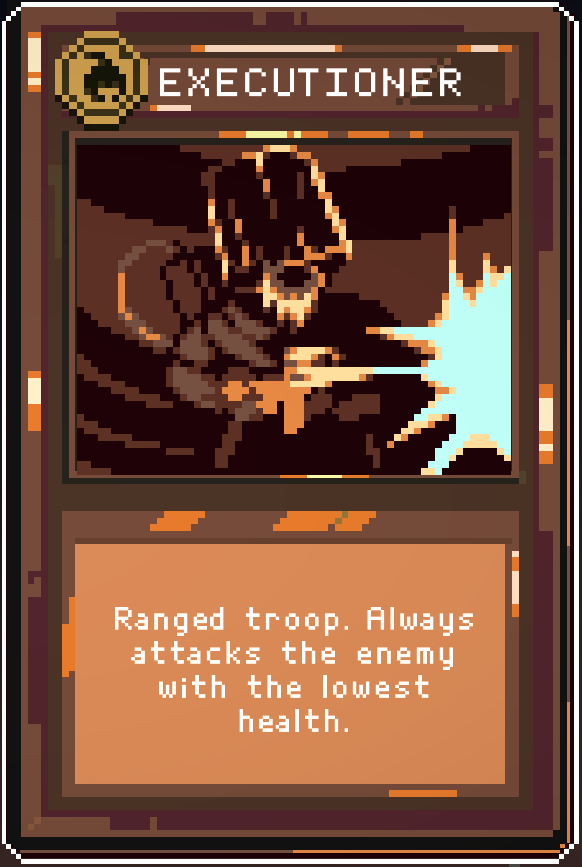 EXECUTIONER
Ranged troop. Always
attacks the enemy
with the lowest
health.